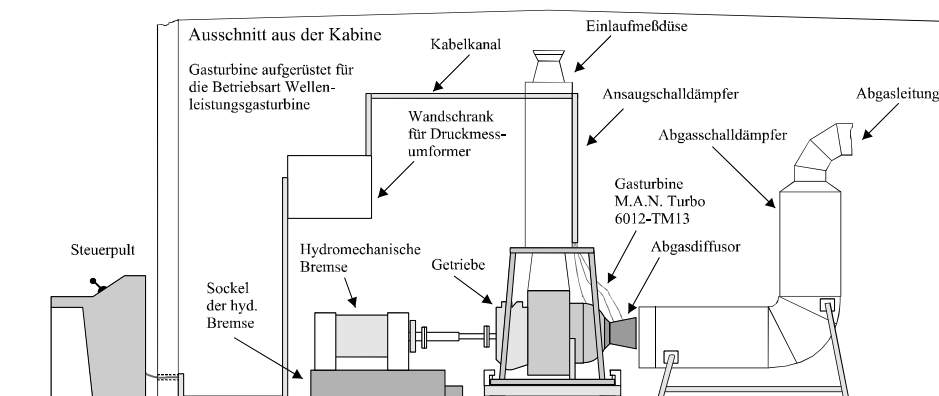 Ausschnitt aus der Kabine
Gasturbine aufgerüstet für
die Betriebsart Wellen-
leistungsgasturbine
Kabelkanal
Einlaufmeßdüse
Wandschrank
für Druckmess-
umformer
Ansaugschalldämpfer
Abgasleitung
Abgasschalldämpfer
Gasturbine
M.A.N. Turbo
6012-TM13
Abgasdiffusor
Steuerpult
Hydromechanische
Bremse
Getriebe
Sockel
der hyd.
Bremse